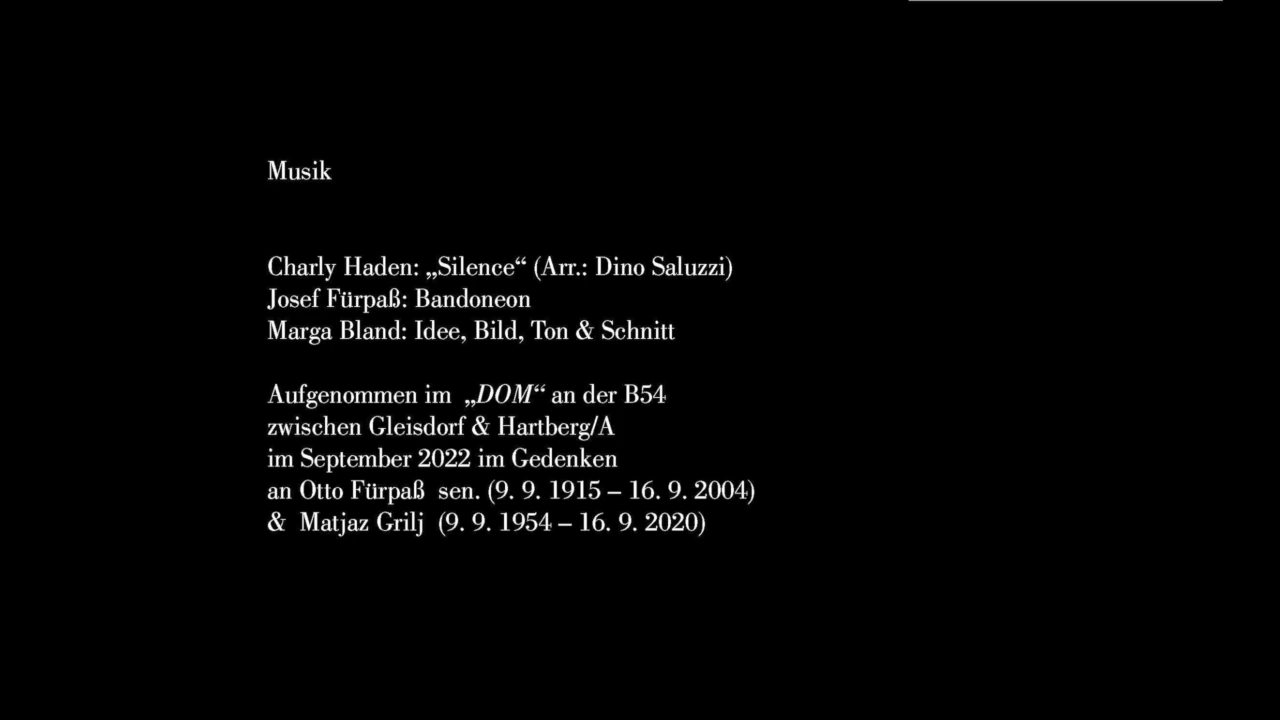 Musik
Charly Haden: „Silence“ (Arr.: Dino Saluzzi)
Josef Fürpaß: Bandoneon
Marga Bland: Idee, Bild, Ton & Schnitt
Aufgenommen im „DOM“ an der B54
zwischen Gleisdorf & Hartberg/A
im September 2022 im Gedenken
an Otto Fürpaß sen. (9. 9. 1915 – 16. 9. 2004)
& Matjaz Grilj (9. 9. 1954 – 16. 9. 2020)